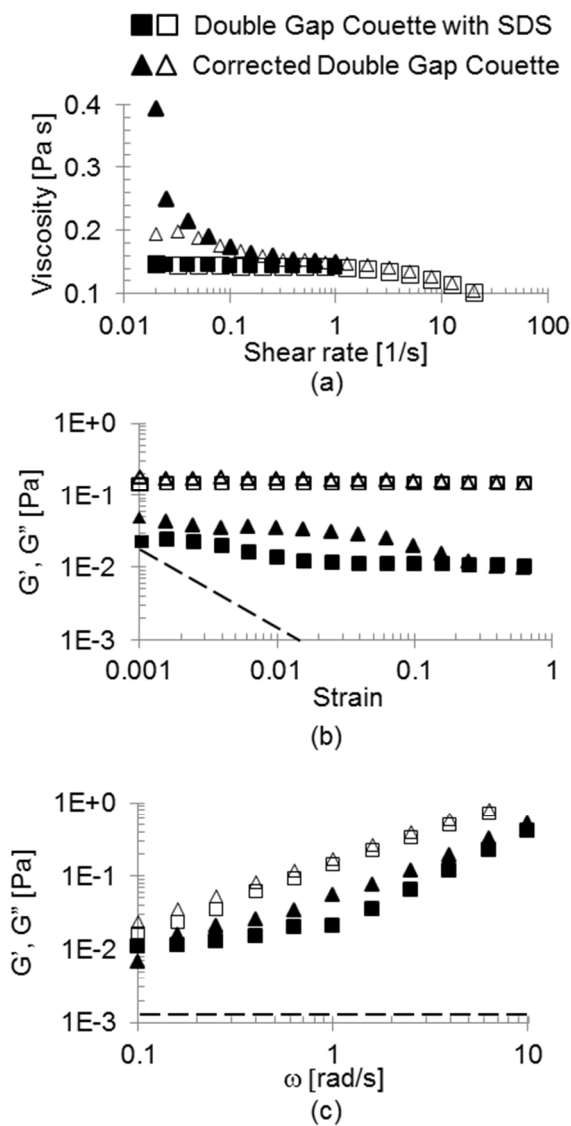 Double Gap Couette with SDS
Corrected Double Gap Couette
Viscosity [Pa s]
0.4
0.3
0.2
0.1
0.01
0.1
1
10
100
Shear rate [1/s]
(a)
G', G" [Pa]
1E+0
1E-1
1E-2
1E-3
0.001
0.01
0.1
1
Strain
(b)
G', G" [Pa]
1E+0
1E-1
1E-2
1E-3
0.1
1
10
ω [rad/s]
(c)